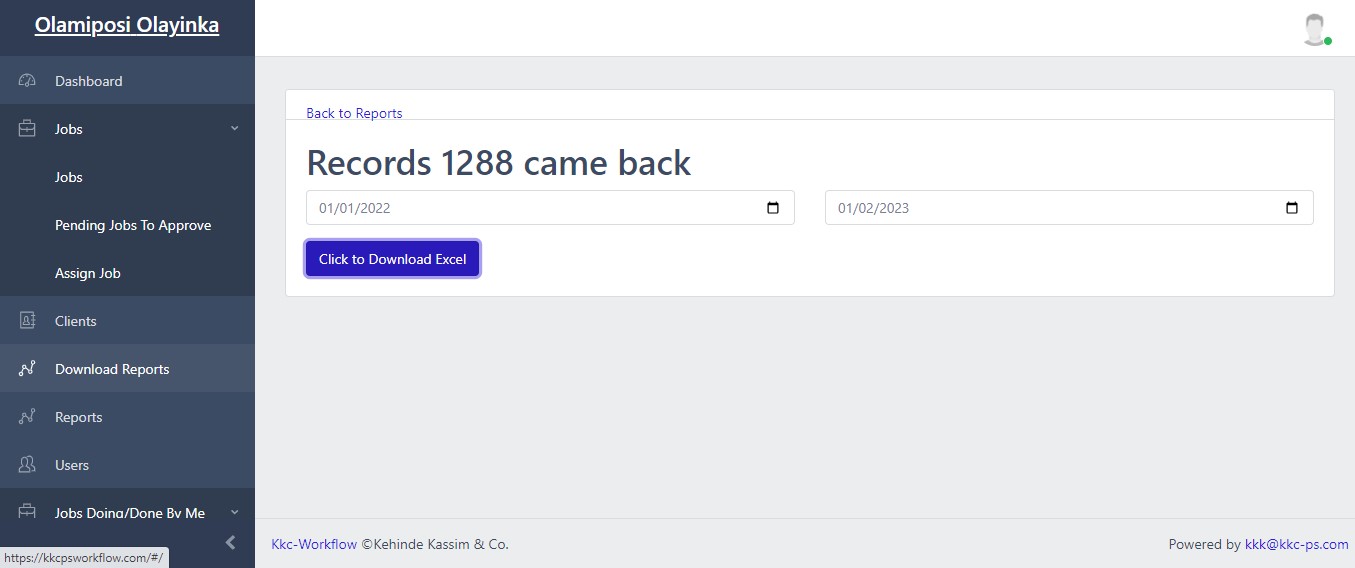 Olamiposi Olayinka
Dashboard
Jobs
Jobs
Pending Jobs To Approve
Assign Job
Clients
Download Reports
Reports
Users
Jobs Doing/Done By Me
https://kkcpsworkflow.com/#/
Back to Reports
Records 1288 came back
01/01/2022 01/02/2023
Click to Download Excel
Kkc-Workflow ©Kehinde Kassim & Co. Powered by kkk@kkc-ps.com